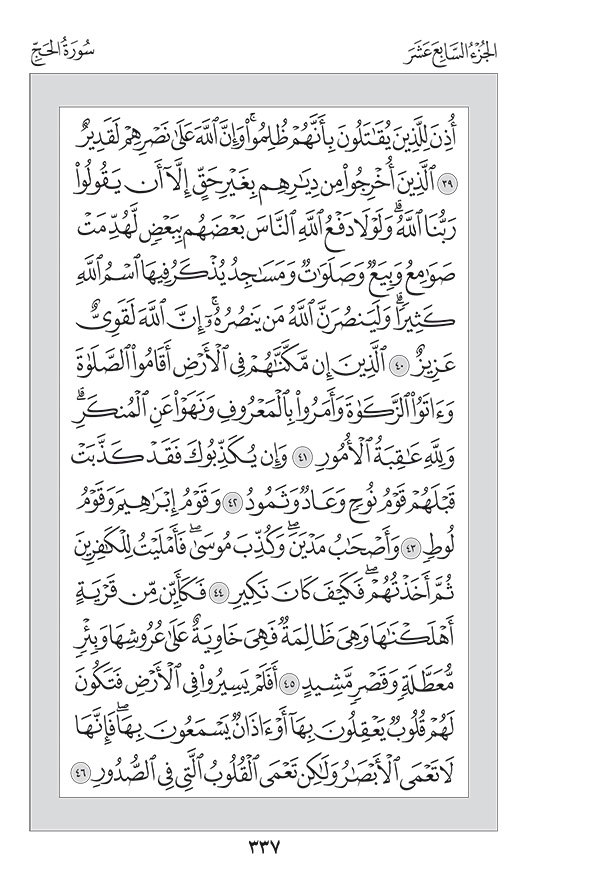 الجُزْءُ السَّابِعَ عَشَرَ
سُورَةُ الحَجِّ
أُذِنَ لِلَّذِينَ يُقَٰتَلُونَ بِأَنَّهُمْ ظُلِمُوا۟ ۚ وَإِنَّ ٱللَّهَ عَلَىٰ نَصْرِهِمْ لَقَدِيرٌ
٣٩ ٱلَّذِينَ أُخْرِجُوا۟ مِن دِيَٰرِهِم بِغَيْرِ حَقٍّ إِلَّآ أَن يَقُولُوا۟
رَبُّنَا ٱللَّهُ ۗ وَلَوْلَا دَفْعُ ٱللَّهِ ٱلنَّاسَ بَعْضَهُم بِبَعْضٍ لَّهُدِّمَتْ
صَوَٰمِعُ وَبِيَعٌ وَصَلَوَٰتٌ وَمَسَٰجِدُ يُذْكَرُ فِيهَا ٱسْمُ ٱللَّهِ
كَثِيرًا ۗ وَلَيَنصُرَنَّ ٱللَّهُ مَن يَنصُرُهُۥٓ ۗ إِنَّ ٱللَّهَ لَقَوِىٌّ
عَزِيزٌ ٤٠ ٱلَّذِينَ إِن مَّكَّنَّٰهُمْ فِى ٱلْأَرْضِ أَقَامُوا۟ ٱلصَّلَوٰةَ
وَءَاتَوُا۟ ٱلزَّكَوٰةَ وَأَمَرُوا۟ بِٱلْمَعْرُوفِ وَنَهَوْا۟ عَنِ ٱلْمُنكَرِ ۗ
وَلِلَّهِ عَٰقِبَةُ ٱلْأُمُورِ ٤١ وَإِن يُكَذِّبُوكَ فَقَدْ كَذَّبَتْ
قَبْلَهُمْ قَوْمُ نُوحٍ وَعَادٌ وَثَمُودُ ٤٢ وَقَوْمُ إِبْرَٰهِيمَ وَقَوْمُ
لُوطٍ ٤٣ وَأَصْحَٰبُ مَدْيَنَ ۖ وَكُذِّبَ مُوسَىٰ ۖ فَأَمْلَيْتُ لِلْكَٰفِرِينَ
ثُمَّ أَخَذْتُهُمْ ۖ فَكَيْفَ كَانَ نَكِيرِ ٤٤ فَكَأَيِّن مِّن قَرْيَةٍ
أَهْلَكْنَٰهَا وَهِىَ ظَالِمَةٌ فَهِىَ خَاوِيَةٌ عَلَىٰ عُرُوشِهَا وَبِئْرٍ
مُّعَطَّلَةٍ وَقَصْرٍ مَّشِيدٍ ٤٥ أَفَلَمْ يَسِيرُوا۟ فِى ٱلْأَرْضِ فَتَكُونَ
لَهُمْ قُلُوبٌ يَعْقِلُونَ بِهَآ أَوْ ءَاذَانٌ يَسْمَعُونَ بِهَا ۖ فَإِنَّهَا
لَا تَعْمَى ٱلْأَبْصَٰرُ وَلَٰكِن تَعْمَى ٱلْقُلُوبُ ٱلَّتِى فِى ٱلصُّدُورِ ٤٦
٣٣٧